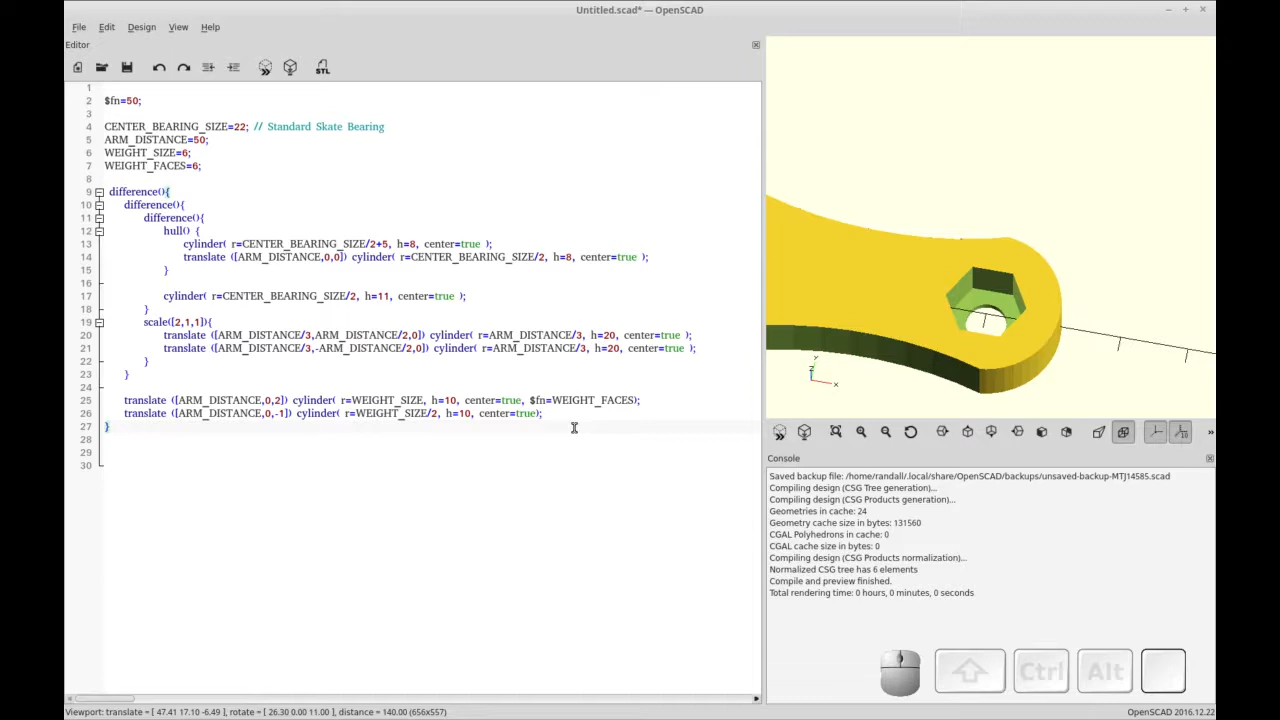 Untitled.scad* — OpenSCAD
File Edit Design View Help
Editor
STL
1
2 $fn=50;
3
4 CENTER_BEARING_SIZE=22; // Standard Skate Bearing
5 ARM_DISTANCE=50;
6 WEIGHT_SIZE=6;
7 WEIGHT_FACES=6;
8
9 difference(){
10 difference(){
11 difference(){
12 hull() {
13 cylinder( r=CENTER_BEARING_SIZE/2+5, h=8, center=true );
14 translate ([ARM_DISTANCE,0,0]) cylinder( r=CENTER_BEARING_SIZE/2, h=8, center=true );
15 }
16
17 cylinder( r=CENTER_BEARING_SIZE/2, h=11, center=true );
18 }
19 scale([2,1,1]){
20 translate ([ARM_DISTANCE/3,ARM_DISTANCE/2,0]) cylinder( r=ARM_DISTANCE/3, h=20, center=true );
21 translate ([ARM_DISTANCE/3,-ARM_DISTANCE/2,0]) cylinder( r=ARM_DISTANCE/3, h=20, center=true );
22 }
23 }
24
25 translate ([ARM_DISTANCE,0,2]) cylinder( r=WEIGHT_SIZE, h=10, center=true, $fn=WEIGHT_FACES);
26 translate ([ARM_DISTANCE,0,-1]) cylinder( r=WEIGHT_SIZE/2, h=10, center=true);
27 }
28
29
30
y
z
x
Console
Saved backup file: /home/randall/.local/share/OpenSCAD/backups/unsaved-backup-MTJ14585.scad
Compiling design (CSG Tree generation)...
Compiling design (CSG Products generation)...
Geometries in cache: 24
Geometry cache size in bytes: 131560
CGAL Polyhedrons in cache: 0
CGAL cache size in bytes: 0
Compiling design (CSG Products normalization)...
Normalized CSG tree has 6 elements
Compile and preview finished.
Total rendering time: 0 hours, 0 minutes, 0 seconds
Ctrl Alt
Viewport: translate = [ 47.41 17.10 -6.49 ], rotate = [ 26.30 0.00 11.00 ], distance = 140.00 (656x557)
OpenSCAD 2016.12.22